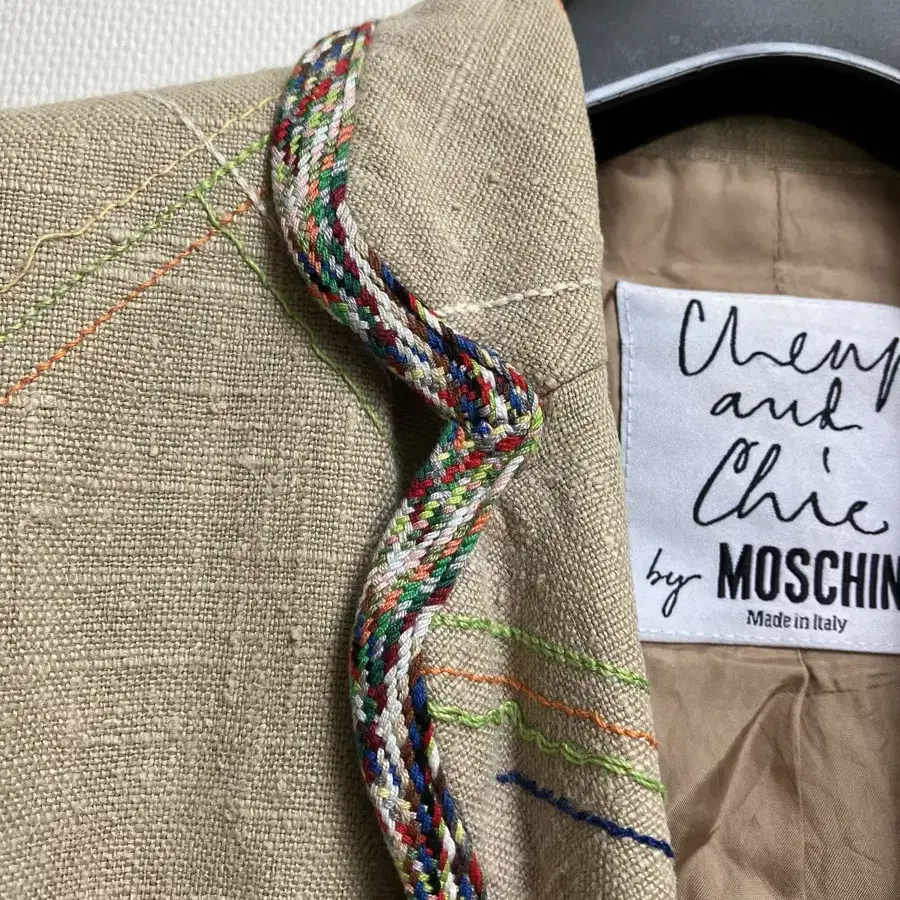 Cheap
and
Chic
by MOSCHIN
Made in Italy